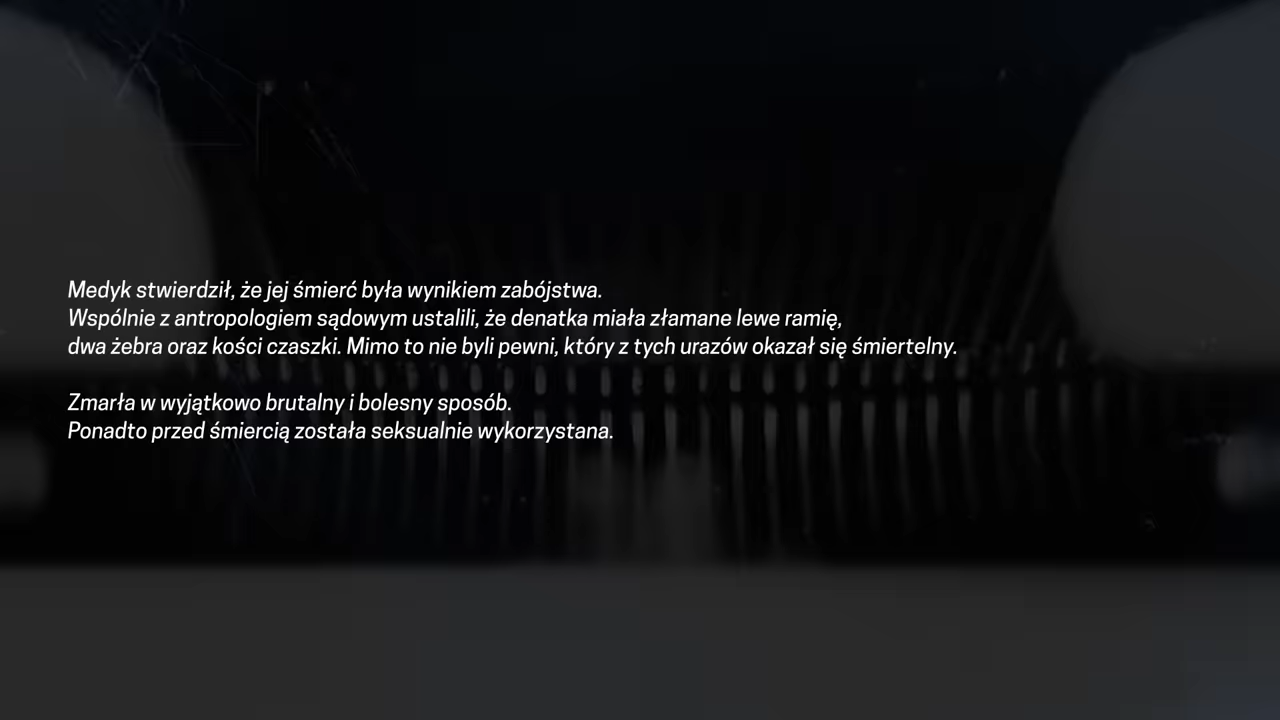 Medyk stwierdził, że jej śmierć była wynikiem zabójstwa.
Wspólnie z antropologiem sądowym ustalili, że denatka miała złamane lewe ramię,
dwa żebra oraz kości czaszki. Mimo to nie byli pewni, który z tych urazów okazał się śmiertelny.
Zmarła w wyjątkowo brutalny i bolesny sposób.
Ponadto przed śmiercią została seksualnie wykorzystana.